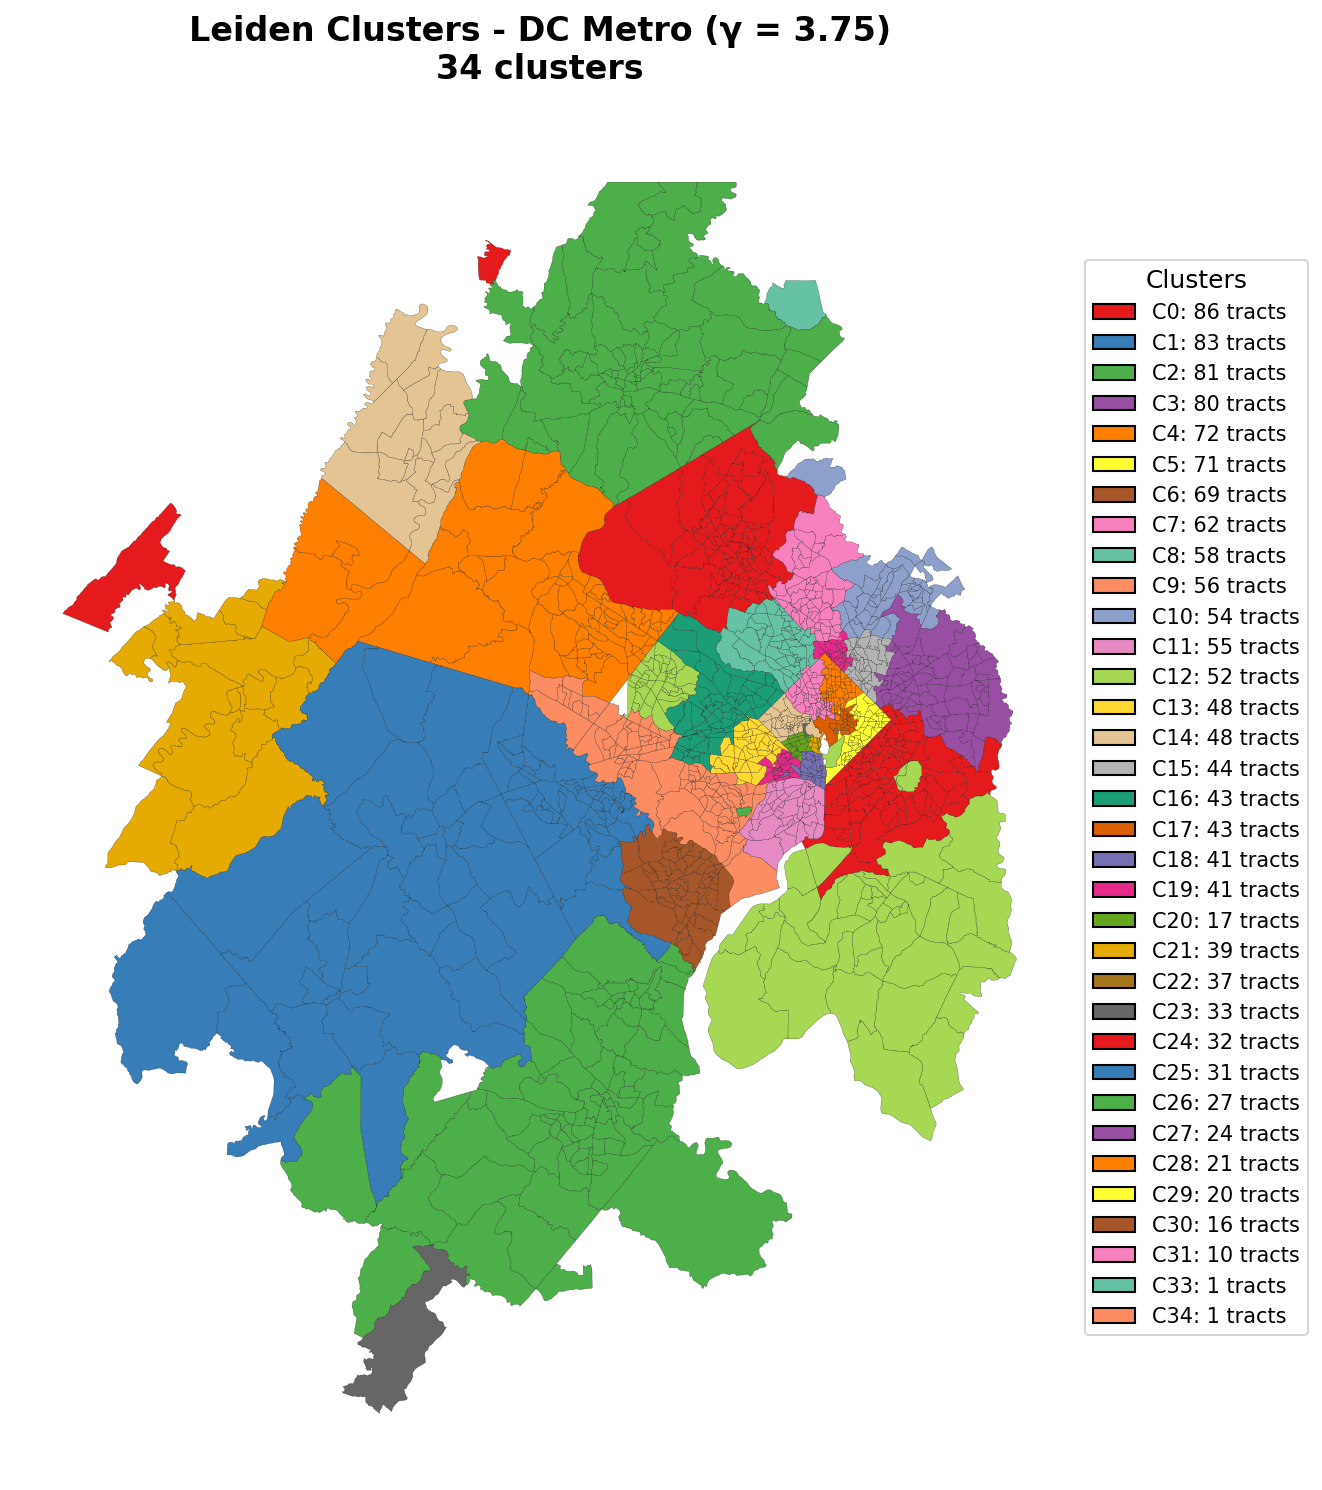 Leiden Clusters - DC Metro (γ = 3.75)
34 clusters
Clusters
C0: 86 tracts
C1: 83 tracts
C2: 81 tracts
C3: 80 tracts
C4: 72 tracts
C5: 71 tracts
C6: 69 tracts
C7: 62 tracts
C8: 58 tracts
C9: 56 tracts
C10: 54 tracts
C11: 55 tracts
C12: 52 tracts
C13: 48 tracts
C14: 48 tracts
C15: 44 tracts
C16: 43 tracts
C17: 43 tracts
C18: 41 tracts
C19: 41 tracts
C20: 17 tracts
C21: 39 tracts
C22: 37 tracts
C23: 33 tracts
C24: 32 tracts
C25: 31 tracts
C26: 27 tracts
C27: 24 tracts
C28: 21 tracts
C29: 20 tracts
C30: 16 tracts
C31: 10 tracts
C33: 1 tracts
C34: 1 tracts